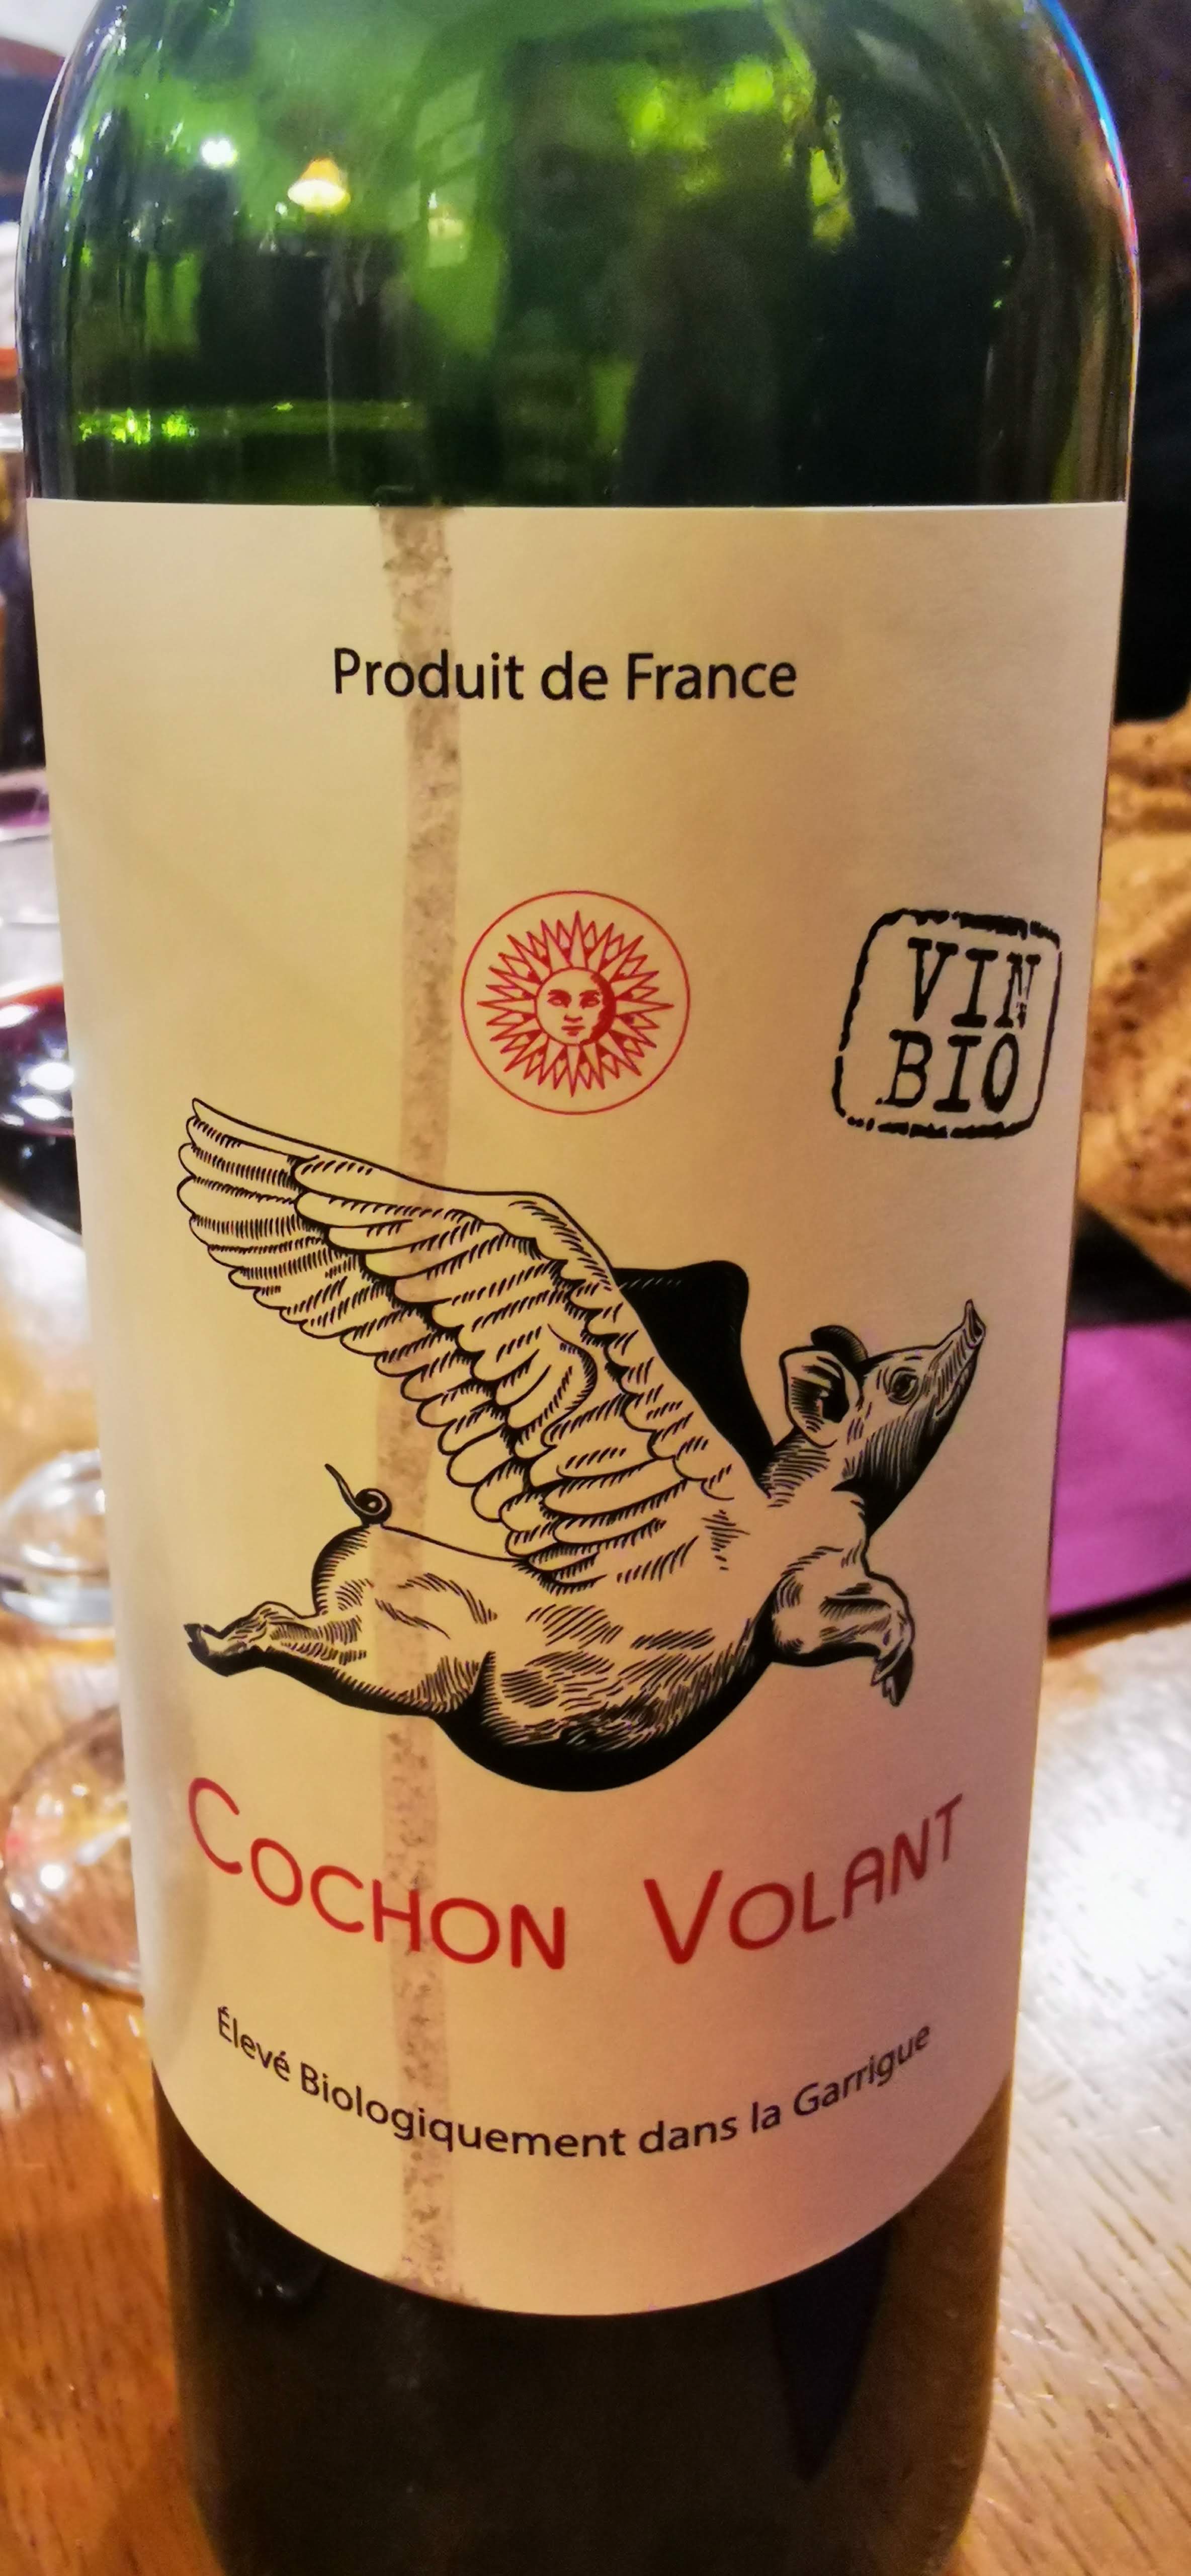 Produit de France
VIN
BIO
COCHON VOLANT
Élevé Biologiquement dans la Garrigue